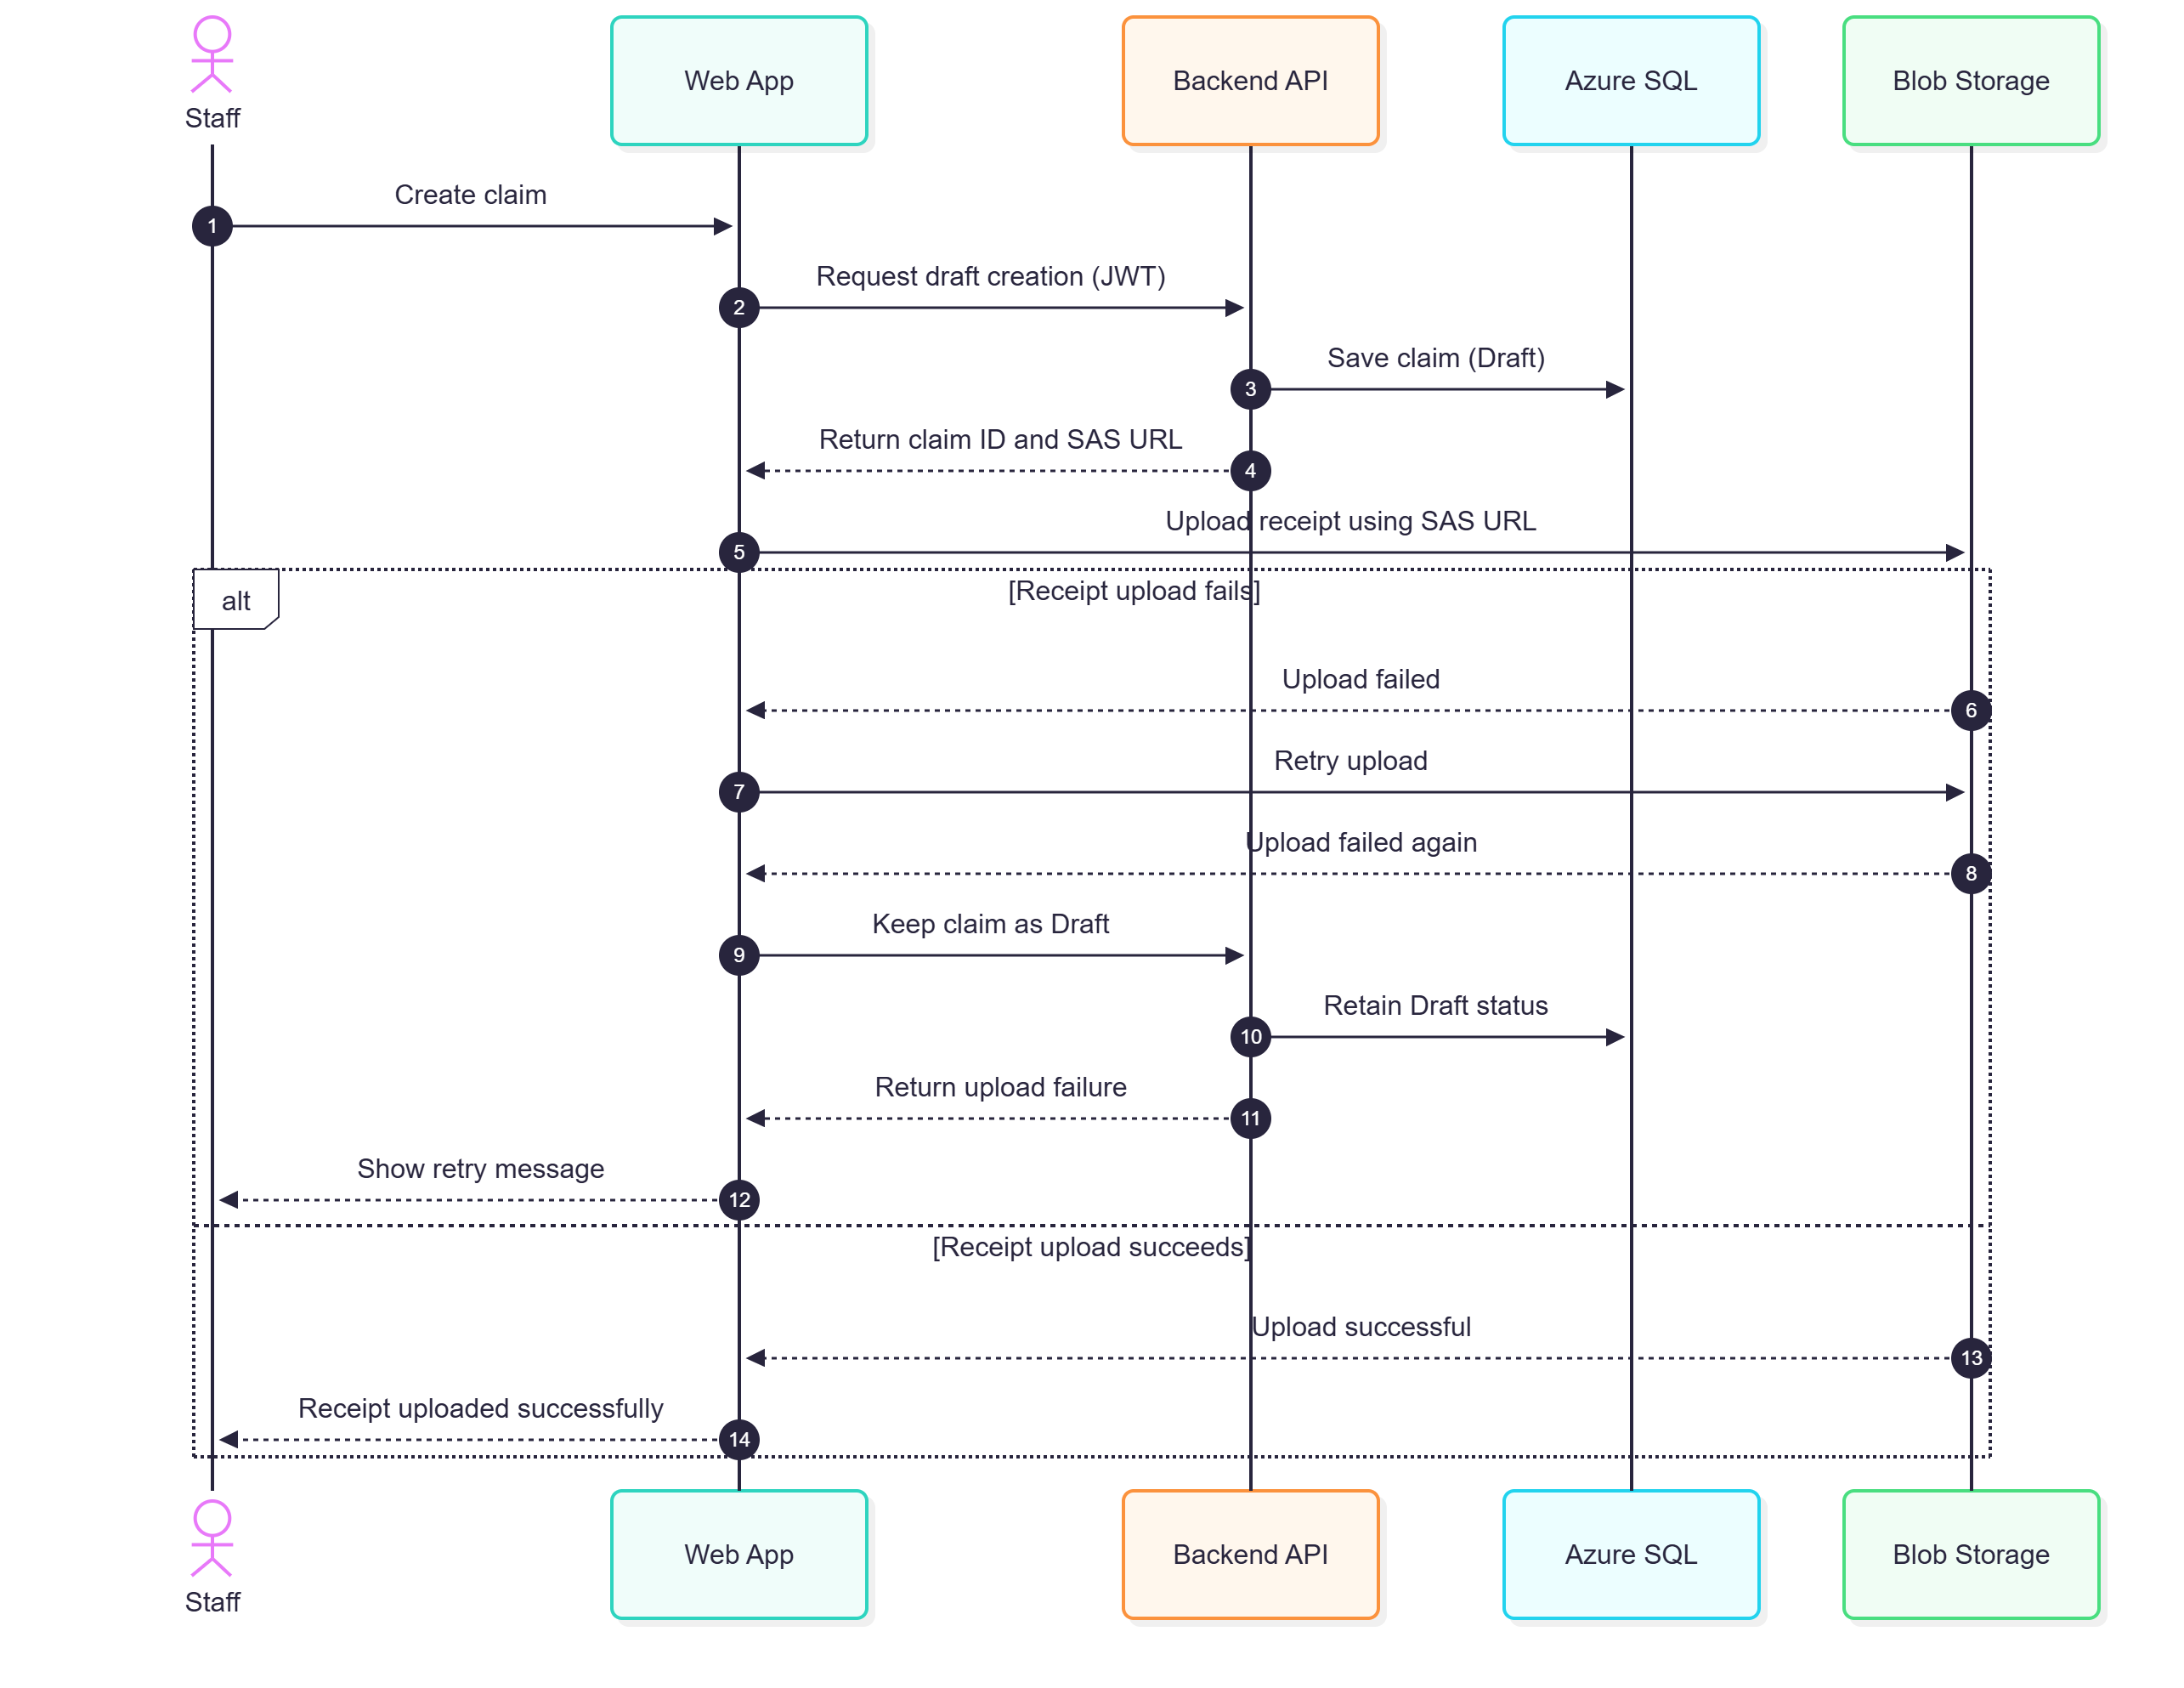 Staff
Web App
Backend API
Azure SQL
Blob Storage
Create claim
1
Request draft creation (JWT)
2
Save claim (Draft)
3
Return claim ID and SAS URL
4
Upload receipt using SAS URL
5
alt
[Receipt upload fails]
Upload failed
6
Retry upload
7
Upload failed again
8
Keep claim as Draft
9
Retain Draft status
10
Return upload failure
11
Show retry message
12
[Receipt upload succeeds]
Upload successful
13
Receipt uploaded successfully
14
Staff
Web App
Backend API
Azure SQL
Blob Storage